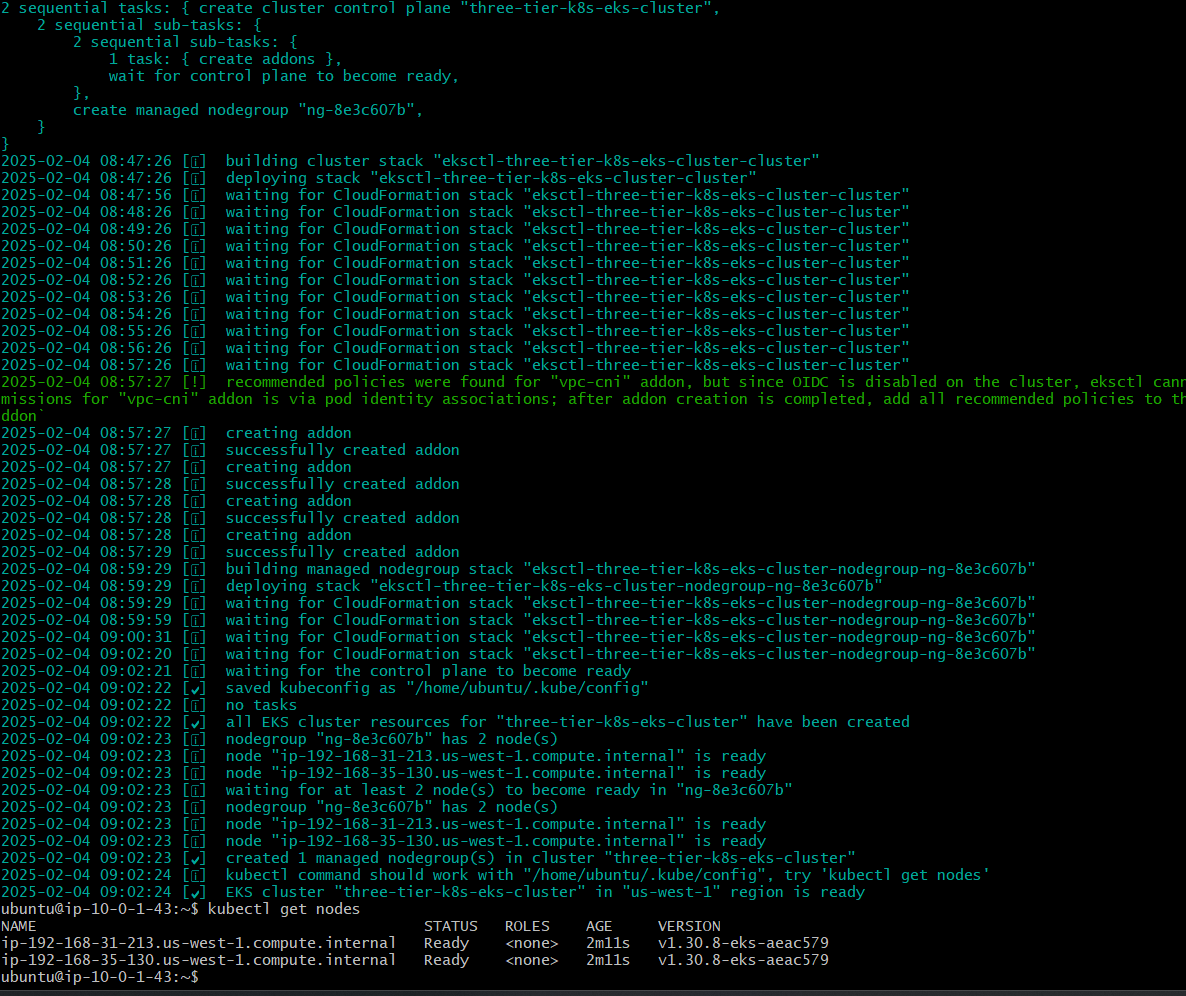 2 sequential tasks: { create cluster control plane "three-tier-k8s-eks-cluster",
    2 sequential sub-tasks: {
        2 sequential sub-tasks: {
            1 task: { create addons },
            wait for control plane to become ready,
        },
        create managed nodegroup "ng-8e3c607b",
    }
}
2025-02-04 08:47:26 [ℹ]  building cluster stack "eksctl-three-tier-k8s-eks-cluster-cluster"
2025-02-04 08:47:26 [ℹ]  deploying stack "eksctl-three-tier-k8s-eks-cluster-cluster"
2025-02-04 08:47:56 [ℹ]  waiting for CloudFormation stack "eksctl-three-tier-k8s-eks-cluster-cluster"
2025-02-04 08:48:26 [ℹ]  waiting for CloudFormation stack "eksctl-three-tier-k8s-eks-cluster-cluster"
2025-02-04 08:49:26 [ℹ]  waiting for CloudFormation stack "eksctl-three-tier-k8s-eks-cluster-cluster"
2025-02-04 08:50:26 [ℹ]  waiting for CloudFormation stack "eksctl-three-tier-k8s-eks-cluster-cluster"
2025-02-04 08:51:26 [ℹ]  waiting for CloudFormation stack "eksctl-three-tier-k8s-eks-cluster-cluster"
2025-02-04 08:52:26 [ℹ]  waiting for CloudFormation stack "eksctl-three-tier-k8s-eks-cluster-cluster"
2025-02-04 08:53:26 [ℹ]  waiting for CloudFormation stack "eksctl-three-tier-k8s-eks-cluster-cluster"
2025-02-04 08:54:26 [ℹ]  waiting for CloudFormation stack "eksctl-three-tier-k8s-eks-cluster-cluster"
2025-02-04 08:55:26 [ℹ]  waiting for CloudFormation stack "eksctl-three-tier-k8s-eks-cluster-cluster"
2025-02-04 08:56:26 [ℹ]  waiting for CloudFormation stack "eksctl-three-tier-k8s-eks-cluster-cluster"
2025-02-04 08:57:26 [ℹ]  waiting for CloudFormation stack "eksctl-three-tier-k8s-eks-cluster-cluster"
2025-02-04 08:57:27 [!]  recommended policies were found for "vpc-cni" addon, but since OIDC is disabled on the cluster, eksctl cann
missions for "vpc-cni" addon is via pod identity associations; after addon creation is completed, add all recommended policies to th
ddon`
2025-02-04 08:57:27 [ℹ]  creating addon
2025-02-04 08:57:27 [ℹ]  successfully created addon
2025-02-04 08:57:27 [ℹ]  creating addon
2025-02-04 08:57:28 [ℹ]  successfully created addon
2025-02-04 08:57:28 [ℹ]  creating addon
2025-02-04 08:57:28 [ℹ]  successfully created addon
2025-02-04 08:57:28 [ℹ]  creating addon
2025-02-04 08:57:29 [ℹ]  successfully created addon
2025-02-04 08:59:29 [ℹ]  building managed nodegroup stack "eksctl-three-tier-k8s-eks-cluster-nodegroup-ng-8e3c607b"
2025-02-04 08:59:29 [ℹ]  deploying stack "eksctl-three-tier-k8s-eks-cluster-nodegroup-ng-8e3c607b"
2025-02-04 08:59:29 [ℹ]  waiting for CloudFormation stack "eksctl-three-tier-k8s-eks-cluster-nodegroup-ng-8e3c607b"
2025-02-04 08:59:59 [ℹ]  waiting for CloudFormation stack "eksctl-three-tier-k8s-eks-cluster-nodegroup-ng-8e3c607b"
2025-02-04 09:00:31 [ℹ]  waiting for CloudFormation stack "eksctl-three-tier-k8s-eks-cluster-nodegroup-ng-8e3c607b"
2025-02-04 09:02:20 [ℹ]  waiting for CloudFormation stack "eksctl-three-tier-k8s-eks-cluster-nodegroup-ng-8e3c607b"
2025-02-04 09:02:21 [ℹ]  waiting for the control plane to become ready
2025-02-04 09:02:22 [✔]  saved kubeconfig as "/home/ubuntu/.kube/config"
2025-02-04 09:02:22 [ℹ]  no tasks
2025-02-04 09:02:22 [✔]  all EKS cluster resources for "three-tier-k8s-eks-cluster" have been created
2025-02-04 09:02:23 [ℹ]  nodegroup "ng-8e3c607b" has 2 node(s)
2025-02-04 09:02:23 [ℹ]  node "ip-192-168-31-213.us-west-1.compute.internal" is ready
2025-02-04 09:02:23 [ℹ]  node "ip-192-168-35-130.us-west-1.compute.internal" is ready
2025-02-04 09:02:23 [ℹ]  waiting for at least 2 node(s) to become ready in "ng-8e3c607b"
2025-02-04 09:02:23 [ℹ]  nodegroup "ng-8e3c607b" has 2 node(s)
2025-02-04 09:02:23 [ℹ]  node "ip-192-168-31-213.us-west-1.compute.internal" is ready
2025-02-04 09:02:23 [ℹ]  node "ip-192-168-35-130.us-west-1.compute.internal" is ready
2025-02-04 09:02:23 [✔]  created 1 managed nodegroup(s) in cluster "three-tier-k8s-eks-cluster"
2025-02-04 09:02:24 [ℹ]  kubectl command should work with "/home/ubuntu/.kube/config", try 'kubectl get nodes'
2025-02-04 09:02:24 [✔]  EKS cluster "three-tier-k8s-eks-cluster" in "us-west-1" region is ready
ubuntu@ip-10-0-1-43:~$ kubectl get nodes
NAME                                           STATUS   ROLES    AGE     VERSION
ip-192-168-31-213.us-west-1.compute.internal   Ready    <none>   2m11s   v1.30.8-eks-aeac579
ip-192-168-35-130.us-west-1.compute.internal   Ready    <none>   2m11s   v1.30.8-eks-aeac579
ubuntu@ip-10-0-1-43:~$